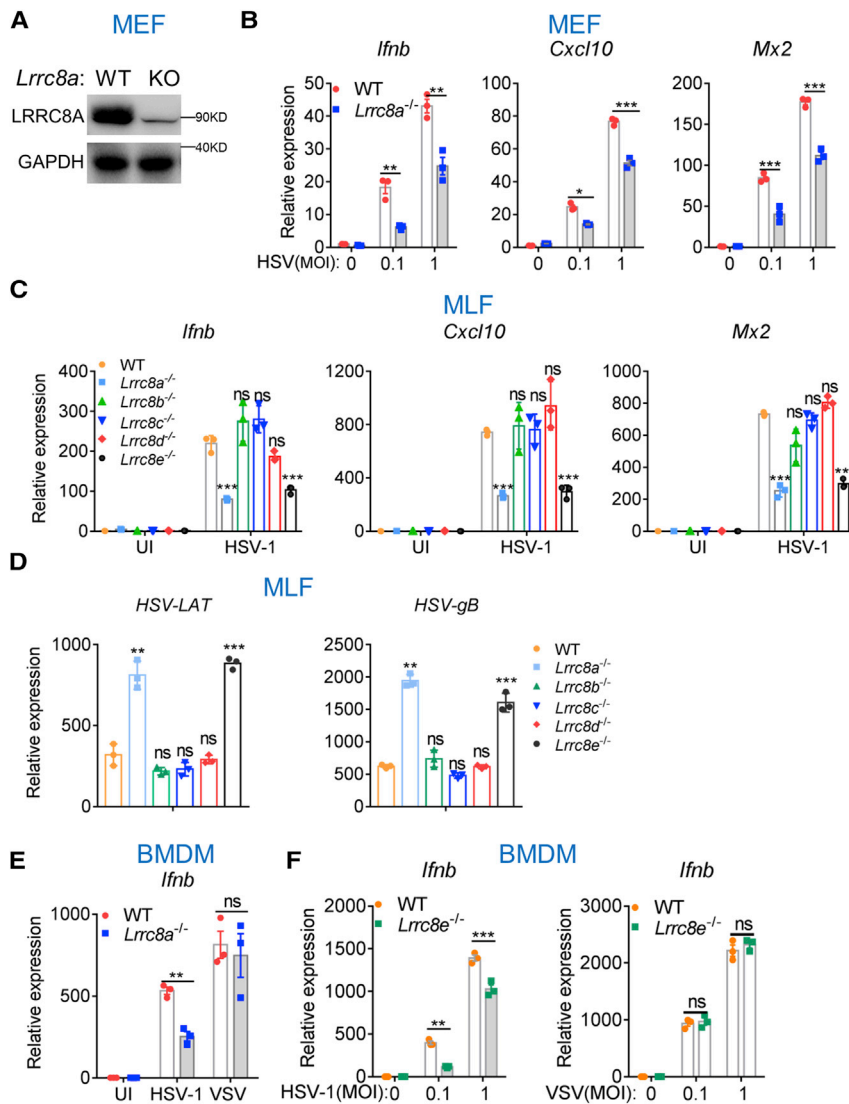 A
MEF
Lrrc8a: WT KO
LRRC8A
90KD
40KD
GAPDH
B
MEF
Ifnb
Cxcl10
Mx2
Relative expression
50
40
30
20
10
0
WT
Lrrc8a-/-
**
**
80
60
40
20
0
*
***
200
150
100
50
0
***
***
HSV(MOI): 0 0.1 1
0 0.1 1
0 0.1 1
C
MLF
Ifnb
Cxcl10
Mx2
Relative expression
400
300
200
100
0
WT
Lrrc8a-/-
Lrrc8b-/-
Lrrc8c-/-
Lrrc8d-/-
Lrrc8e-/-
***
ns
ns
ns
***
UI HSV-1
1200
800
400
0
***
ns
ns
ns
***
UI HSV-1
1000
800
600
400
200
0
***
ns
ns
ns
**
UI HSV-1
D
MLF
HSV-LAT
HSV-gB
Relative expression
1000
500
0
**
ns
ns
ns
***
2500
2000
1500
1000
500
0
**
ns
ns
ns
***
WT
Lrrc8a-/-
Lrrc8b-/-
Lrrc8c-/-
Lrrc8d-/-
Lrrc8e-/-
E
BMDM
Ifnb
Relative expression
1000
500
0
WT
Lrrc8a-/-
**
ns
UI HSV-1 VSV
F
BMDM
Ifnb
Ifnb
Relative expression
2000
1500
1000
500
0
WT
Lrrc8e-/-
**
***
HSV-1(MOI): 0 0.1 1
3000
2000
1000
0
WT
Lrrc8e-/-
ns
ns
VSV(MOI): 0 0.1 1